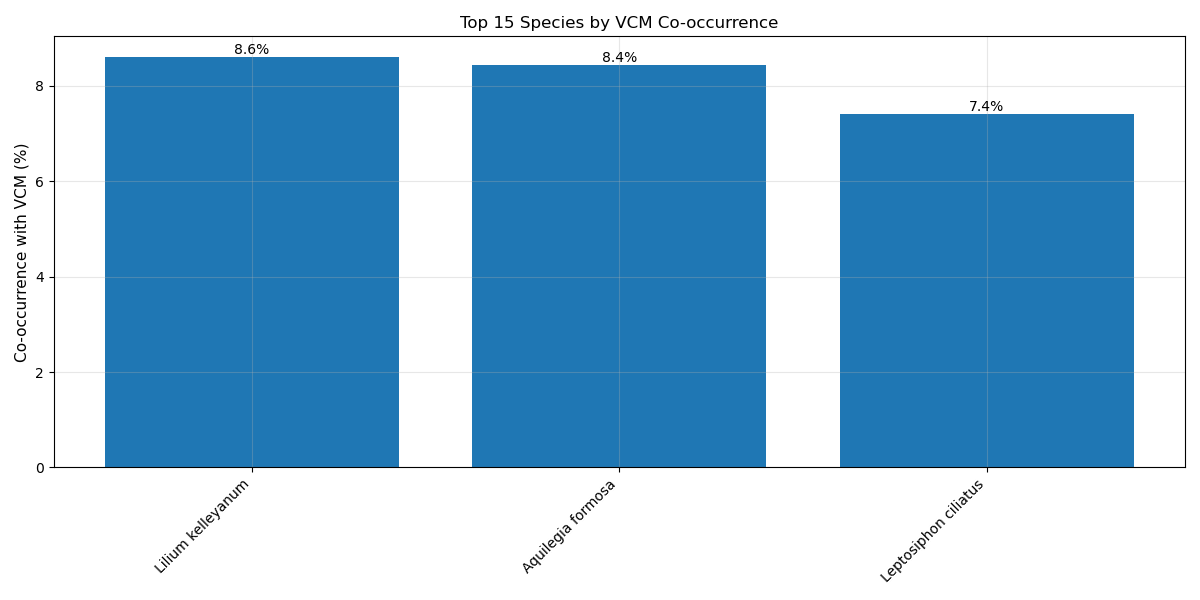 Top 15 Species by VCM Co-occurrence
Co-occurrence with VCM (%)
8
6
4
2
0
8.6%
8.4%
7.4%
Lilium kelleyanum
Aquilegia formosa
Leptosiphon ciliatus